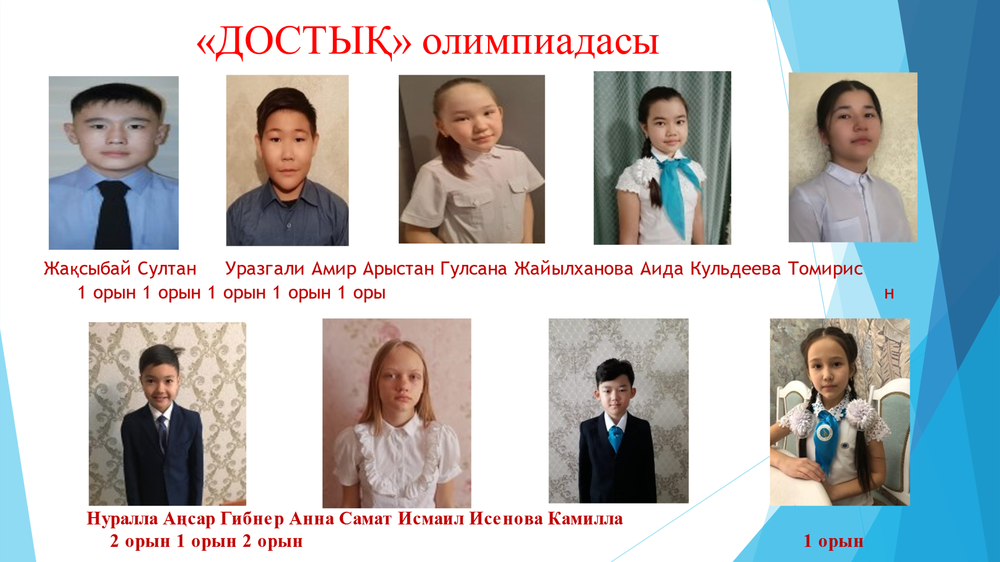 «ДОСТЫҚ» олимпиадасы
Жақсыбай Султан Уразгали Амир Арыстан Гулсана Жайылханова Аида Кульдеева Томирис
1 орын 1 орын 1 орын 1 орын 1 оры н
Нуралла Аңсар Гибнер Анна Самат Исмаил Исенова Камилла
2 орын 1 орын 2 орын 1 орын